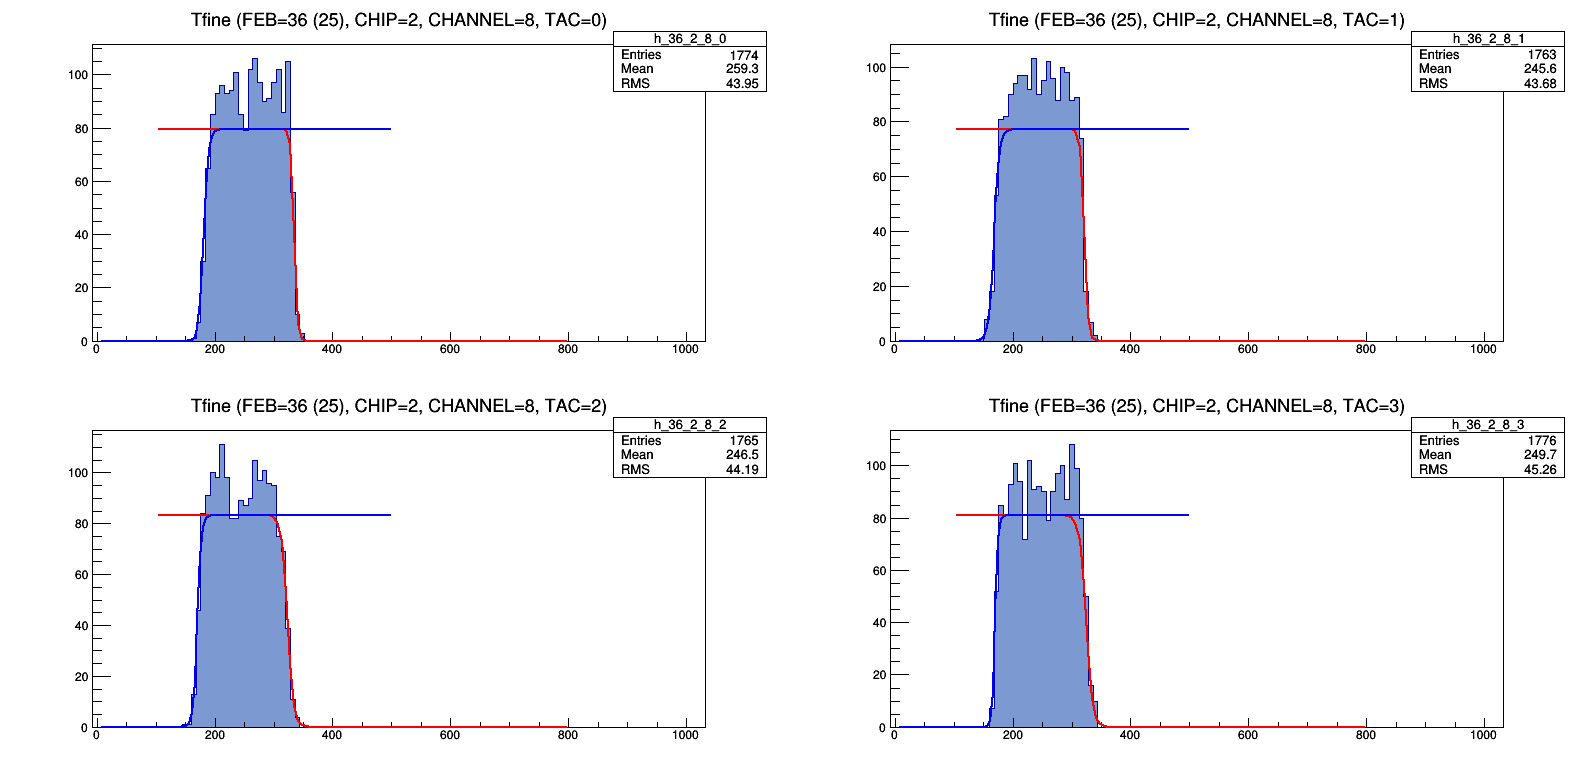 Tfine (FEB=36 (25), CHIP=2, CHANNEL=8, TAC=0)
h_36_2_8_0
Entries 1774
Mean 259.3
RMS 43.95
100
80
60
40
20
0
0 200 400 600 800 1000
Tfine (FEB=36 (25), CHIP=2, CHANNEL=8, TAC=1)
h_36_2_8_1
Entries 1763
Mean 245.6
RMS 43.68
100
80
60
40
20
0
0 200 400 600 800 1000
Tfine (FEB=36 (25), CHIP=2, CHANNEL=8, TAC=2)
h_36_2_8_2
Entries 1765
Mean 246.5
RMS 44.19
100
80
60
40
20
0
0 200 400 600 800 1000
Tfine (FEB=36 (25), CHIP=2, CHANNEL=8, TAC=3)
h_36_2_8_3
Entries 1776
Mean 249.7
RMS 45.26
100
80
60
40
20
0
0 200 400 600 800 1000